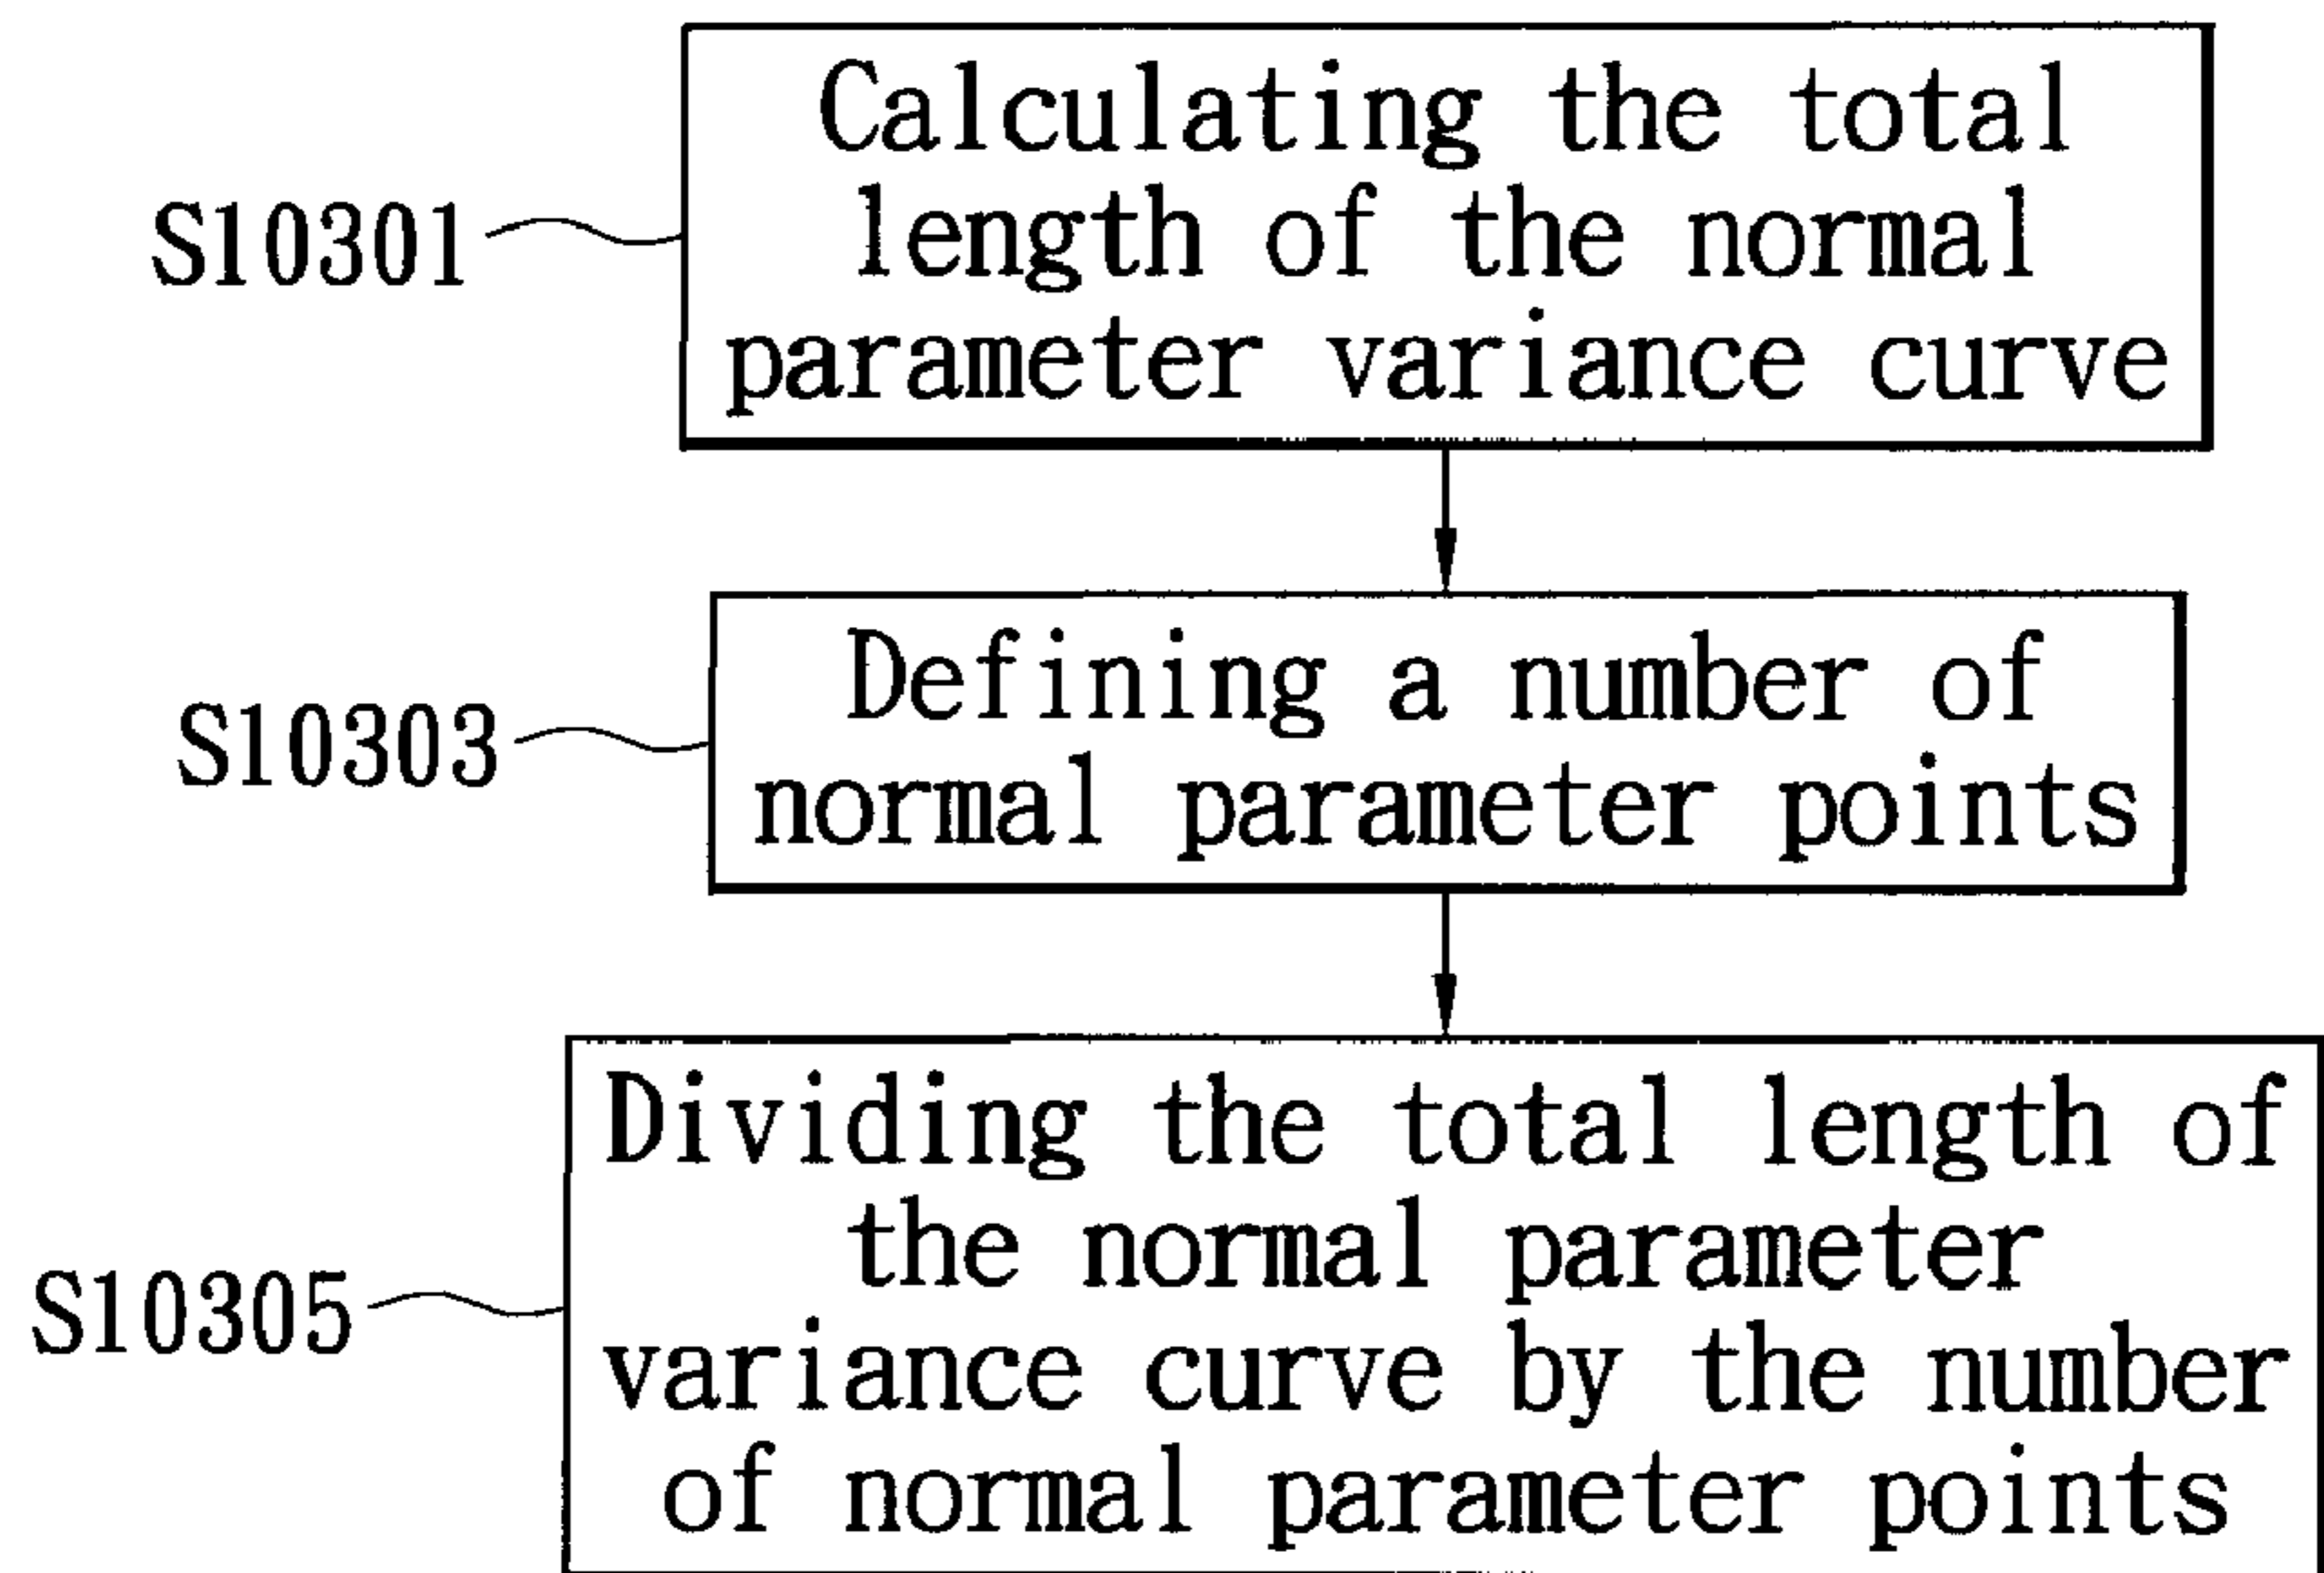 Calculating the total
length of the normal
parameter variance curve
S10301
Defining a number of
normal parameter points
S10303
Dividing the total length of
the normal parameter
variance curve by the number
of normal parameter points
S10305